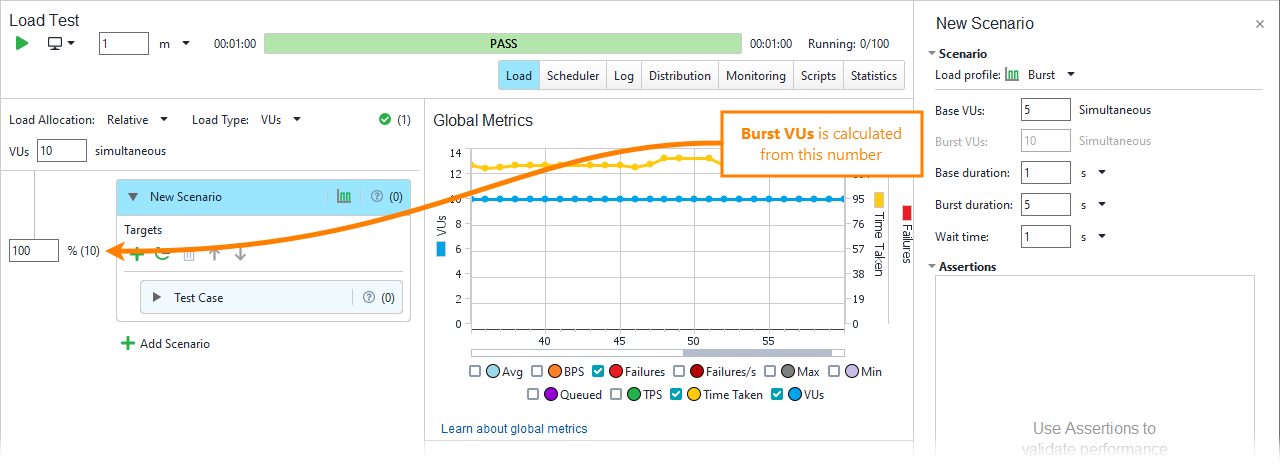 Load Test
1 m 00:01:00 PASS 00:01:00 Running: 0/100
Load Scheduler Log Distribution Monitoring Scripts Statistics
Load Allocation: Relative Load Type: VUs (1)
VUs 10 simultaneous
New Scenario (0)
Targets
100 % (10)
Test Case (0)
Add Scenario
Global Metrics
Burst VUs is calculated
from this number
14
12
10
8
6
4
2
0
VUs
40 45 50 55
95
76
57
38
19
0
Time Taken
Failures
Avg BPS Failures Failures/s Max Min
Queued TPS Time Taken VUs
Learn about global metrics
New Scenario
Scenario
Load profile: Burst
Base VUs: 5 Simultaneous
Burst VUs: 10 Simultaneous
Base duration: 1 s
Burst duration: 5 s
Wait time: 1 s
Assertions
Use Assertions to
validate performance